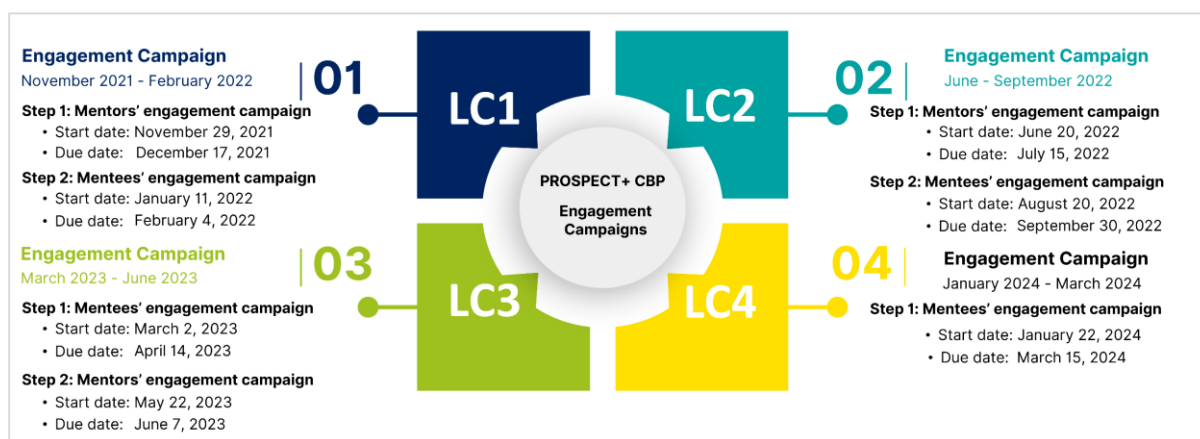 Engagement Campaign
November 2021 - February 2022
01
Step 1: Mentors’ engagement campaign
• Start date: November 29, 2021
• Due date: December 17, 2021
Step 2: Mentees’ engagement campaign
• Start date: January 11, 2022
• Due date: February 4, 2022
LC1
LC2
02
Engagement Campaign
June - September 2022
Step 1: Mentors’ engagement campaign
• Start date: June 20, 2022
• Due date: July 15, 2022
Step 2: Mentees’ engagement campaign
• Start date: August 20, 2022
• Due date: September 30, 2022
PROSPECT+ CBP
Engagement
Campaigns
Engagement Campaign
March 2023 - June 2023
03
Step 1: Mentees’ engagement campaign
• Start date: March 2, 2023
• Due date: April 14, 2023
Step 2: Mentors’ engagement campaign
• Start date: May 22, 2023
• Due date: June 7, 2023
LC3
LC4
04
Engagement Campaign
January 2024 - March 2024
Step 1: Mentees’ engagement campaign
• Start date: January 22, 2024
• Due date: March 15, 2024